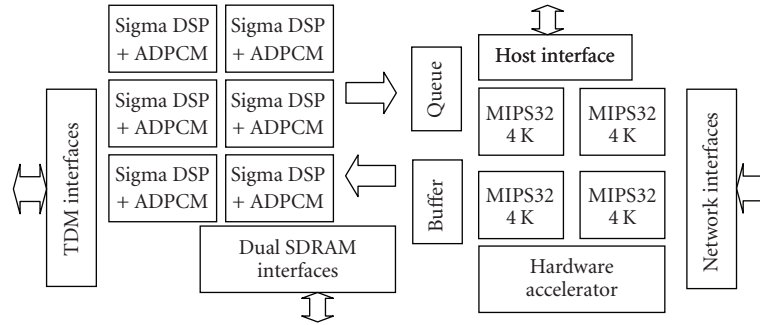 Sigma DSP
+ ADPCM
Sigma DSP
+ ADPCM
Sigma DSP
+ ADPCM
Sigma DSP
+ ADPCM
Sigma DSP
+ ADPCM
Sigma DSP
+ ADPCM
TDM interfaces
Dual SDRAM
interfaces
Queue
Buffer
Host interface
MIPS32
4 K
MIPS32
4 K
MIPS32
4 K
MIPS32
4 K
Hardware
accelerator
Network interfaces